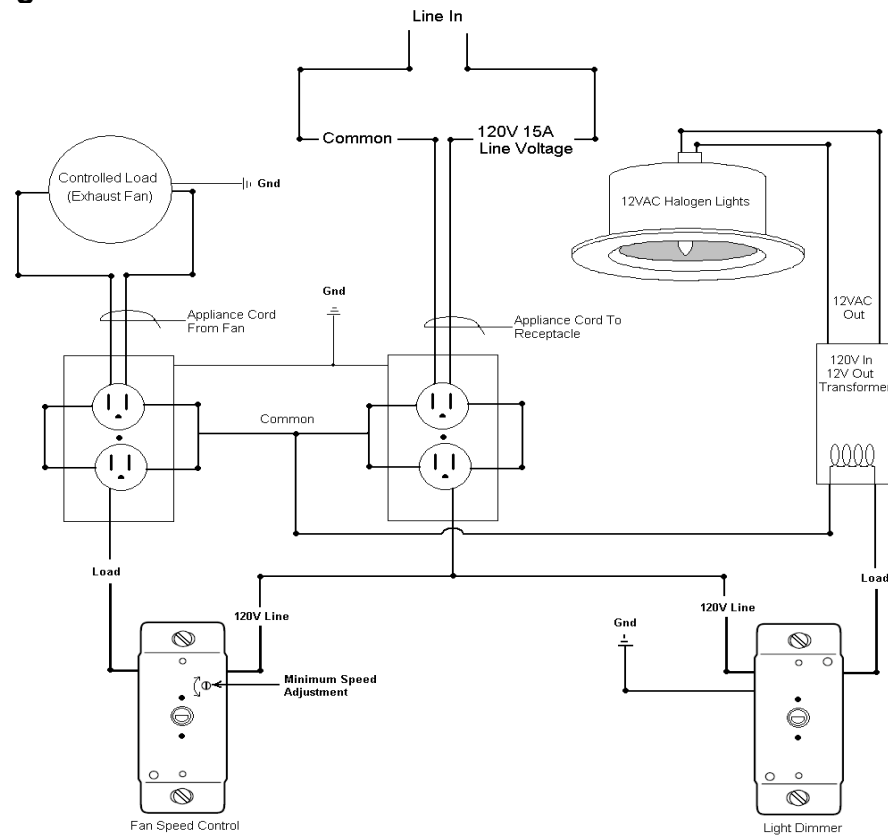 Line In
Common
120V 15A
Line Voltage
Controlled Load
(Exhaust Fan)
Gnd
12VAC Halogen Lights
Gnd
12VAC
Out
Appliance Cord
From Fan
Appliance Cord To
Receptacle
120V In
12V Out
Transformer
Common
Load
Load
120V Line
120V Line
Gnd
Minimum Speed
Adjustment
Fan Speed Control
Light Dimmer